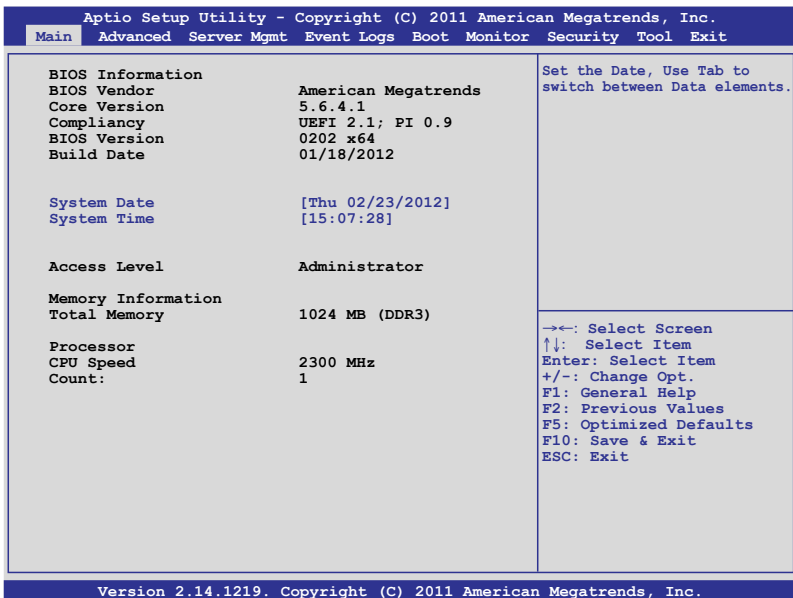 Aptio Setup Utility - Copyright (C) 2011 American Megatrends, Inc.
Main Advanced Server Mgmt Event Logs Boot Monitor Security Tool Exit
BIOS Information
BIOS Vendor American Megatrends
Core Version 5.6.4.1
Compliancy UEFI 2.1; PI 0.9
BIOS Version 0202 x64
Build Date 01/18/2012
System Date [Thu 02/23/2012]
System Time [15:07:28]
Access Level Administrator
Memory Information
Total Memory 1024 MB (DDR3)
Processor
CPU Speed 2300 MHz
Count: 1
Set the Date, Use Tab to
switch between Data elements.
→←: Select Screen
↑↓: Select Item
Enter: Select Item
+/-: Change Opt.
F1: General Help
F2: Previous Values
F5: Optimized Defaults
F10: Save & Exit
ESC: Exit
Version 2.14.1219. Copyright (C) 2011 American Megatrends, Inc.